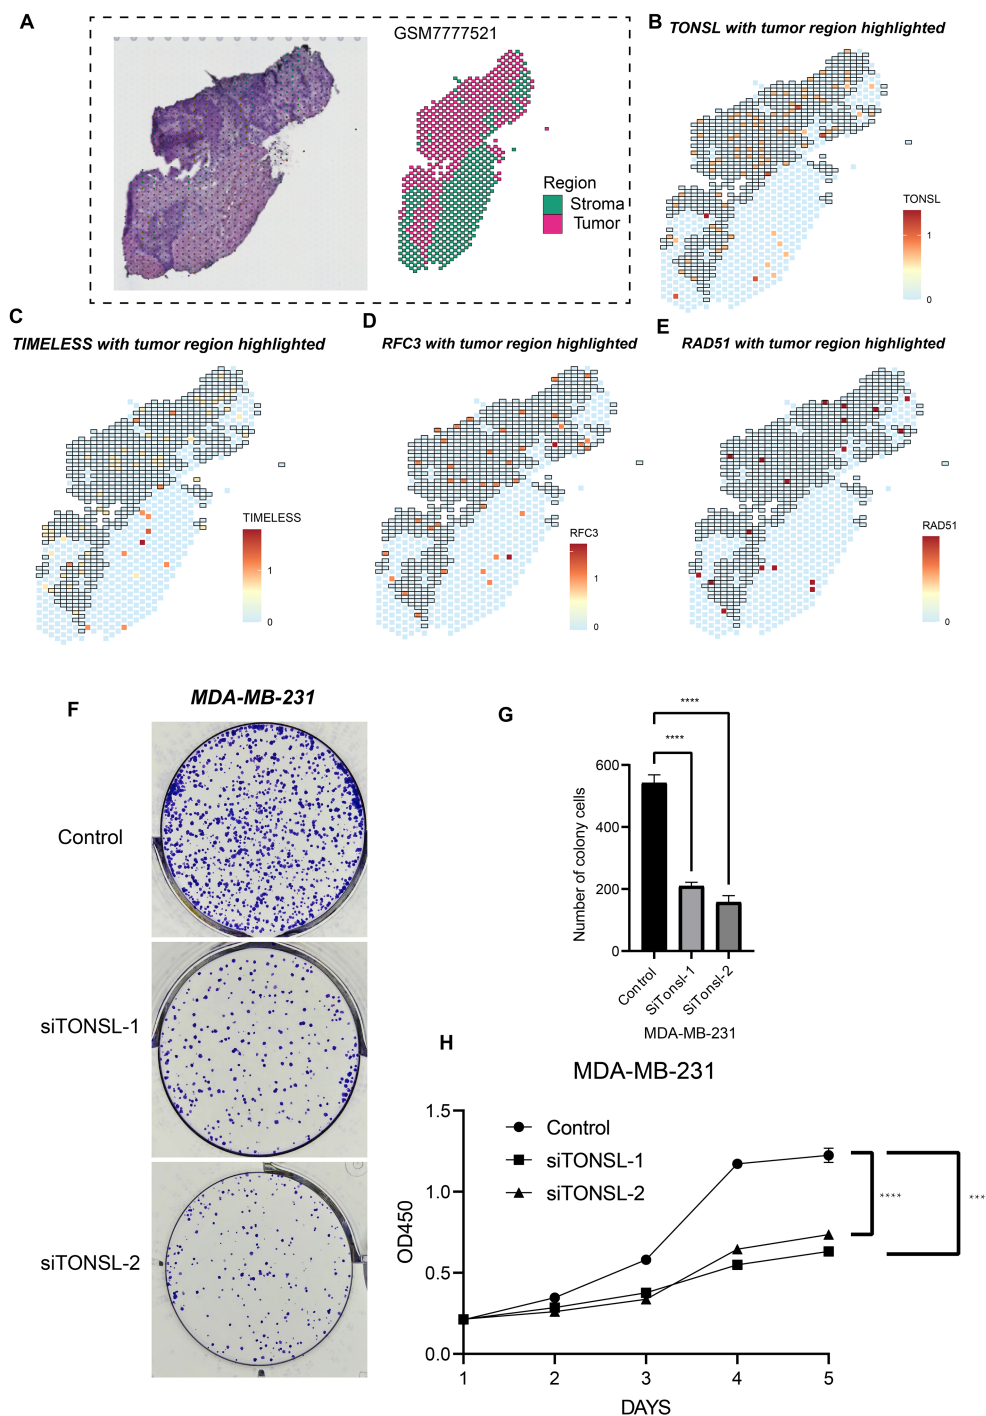 A
GSM7777521
Region
Stroma
Tumor
B
TONSL with tumor region highlighted
TONSL
1
0
C
TIMELESS with tumor region highlighted
TIMELESS
1
0
D
RFC3 with tumor region highlighted
RFC3
1
0
E
RAD51 with tumor region highlighted
RAD51
0
F
MDA-MB-231
Control
siTONSL-1
siTONSL-2
G
****
****
600
400
200
0
Number of colony cells
Control
SiTonsl-1
SiTonsl-2
MDA-MB-231
H
MDA-MB-231
1.5
1.0
0.5
0.0
OD450
Control
siTONSL-1
siTONSL-2
****
***
1 2 3 4 5
DAYS